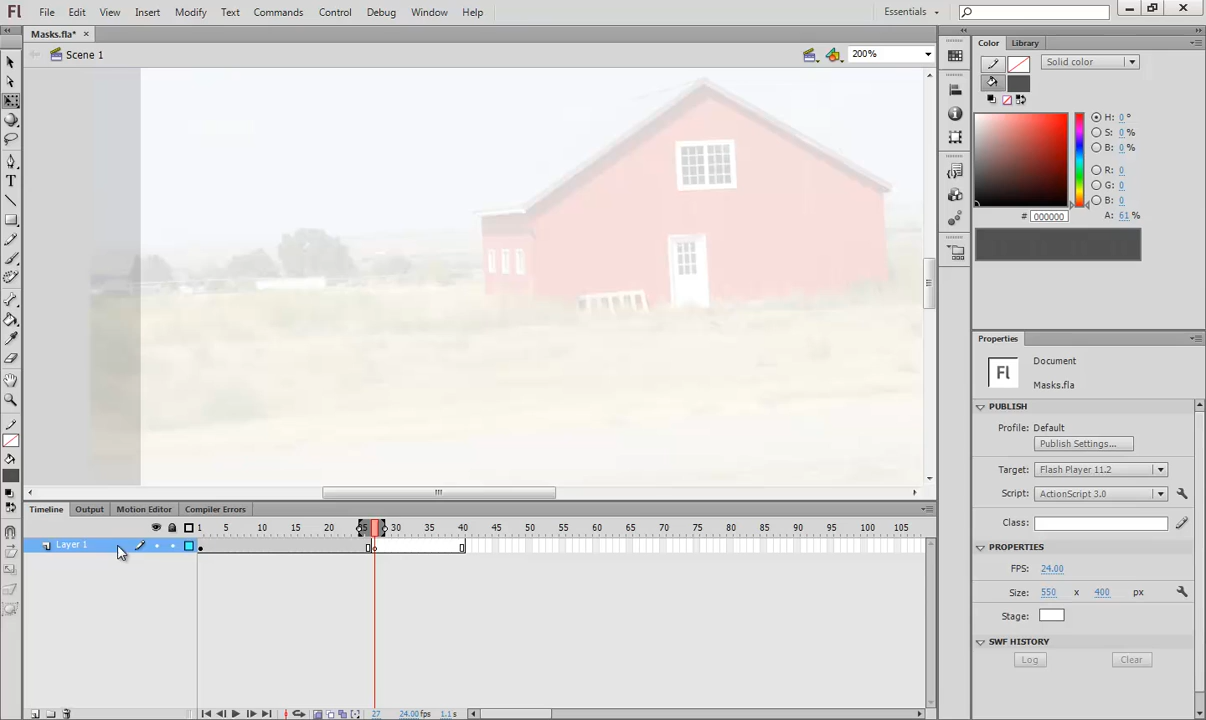 Fl File Edit View Insert Modify Text Commands Control Debug Window Help Essentials
Masks.fla* ×
Scene 1 200%
Color Library
Solid color
H: 0 °
S: 0 %
B: 0 %
R: 0
G: 0
B: 0
# 000000 A: 61 %
Properties
Fl Document
Masks.fla
PUBLISH
Profile: Default
Publish Settings...
Target: Flash Player 11.2
Script: ActionScript 3.0
Class:
PROPERTIES
FPS: 24.00
Size: 550 x 400 px
Stage:
SWF HISTORY
Log Clear
Timeline Output Motion Editor Compiler Errors
1 5 10 15 20 25 30 35 40 45 50 55 60 65 70 75 80 85 90 95 100 105
Layer 1
27 24.00 fps 1.1 s